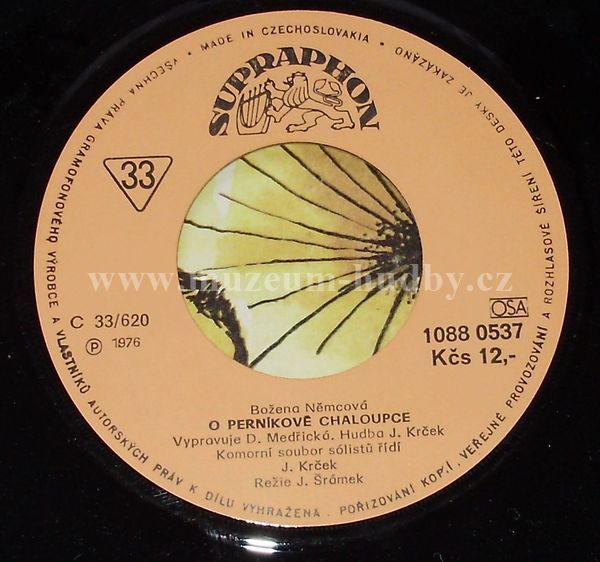 VŠECHNA PRÁVA GRAMOFONOVÉHO VÝROBCE A VLASTNÍKŮ AUTORSKÝCH PRÁV K DÍLU VYHRAŽENA • POŘIZOVÁNÍ KOPIÍ, VEŘEJNÉ PROVOZOVÁNÍ A ROZHLASOVÉ ŠÍŘENÍ TÉTO DESKY JE ZAKÁZÁNO • MADE IN CZECHOSLOVAKIA •
SUPRAPHON
33
www.muzeum-hudby.cz
C 33/620
Ⓟ 1976
OSA
1088 0537
Kčs 12,-
Božena Němcová
O PERNÍKOVÉ CHALOUPCE
Vypravuje D. Medřická. Hudba J. Krček
Komorní soubor sólistů řídí
J. Krček
Režie J. Šrámek